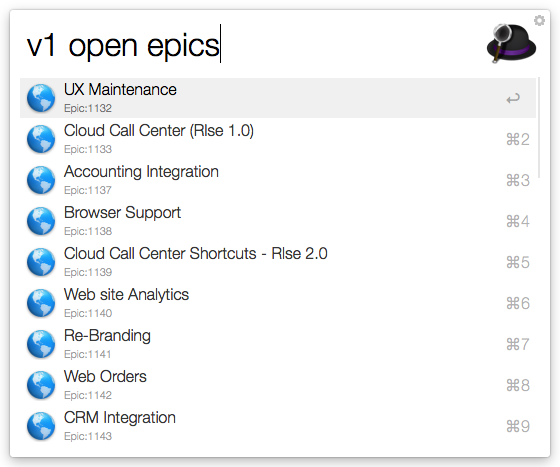 v1 open epics
UX Maintenance
Epic:1132
↩
Cloud Call Center (Rlse 1.0)
Epic:1133
⌘2
Accounting Integration
Epic:1137
⌘3
Browser Support
Epic:1138
⌘4
Cloud Call Center Shortcuts - Rlse 2.0
Epic:1139
⌘5
Web site Analytics
Epic:1140
⌘6
Re-Branding
Epic:1141
⌘7
Web Orders
Epic:1142
⌘8
CRM Integration
Epic:1143
⌘9